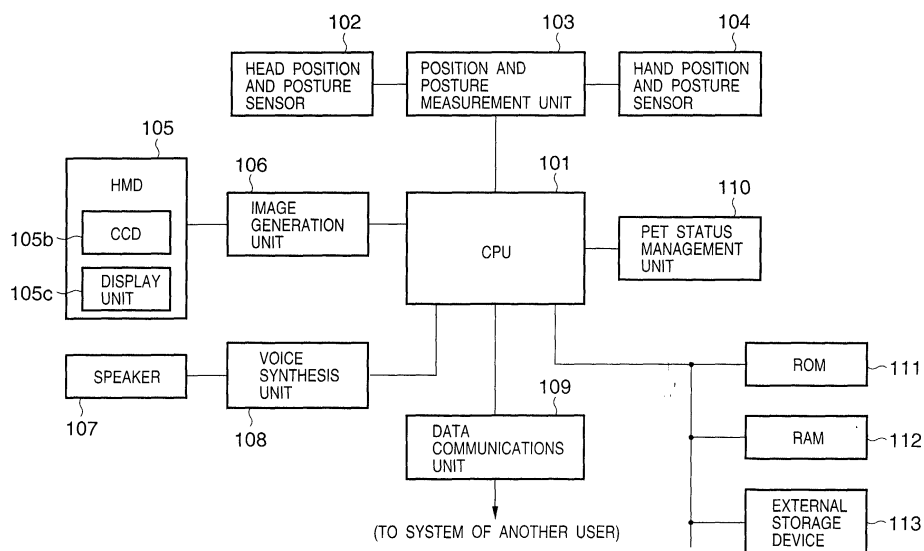 102
103
104
HEAD POSITION
AND POSTURE
SENSOR
POSITION AND
POSTURE
MEASUREMENT UNIT
HAND POSITION
AND POSTURE
SENSOR
105
HMD
105b
CCD
105c
DISPLAY
UNIT
106
IMAGE
GENERATION
UNIT
101
CPU
110
PET STATUS
MANAGEMENT
UNIT
SPEAKER
107
VOICE
SYNTHESIS
UNIT
108
109
DATA
COMMUNICATIONS
UNIT
(TO SYSTEM OF ANOTHER USER)
ROM
111
RAM
112
EXTERNAL
STORAGE
DEVICE
113